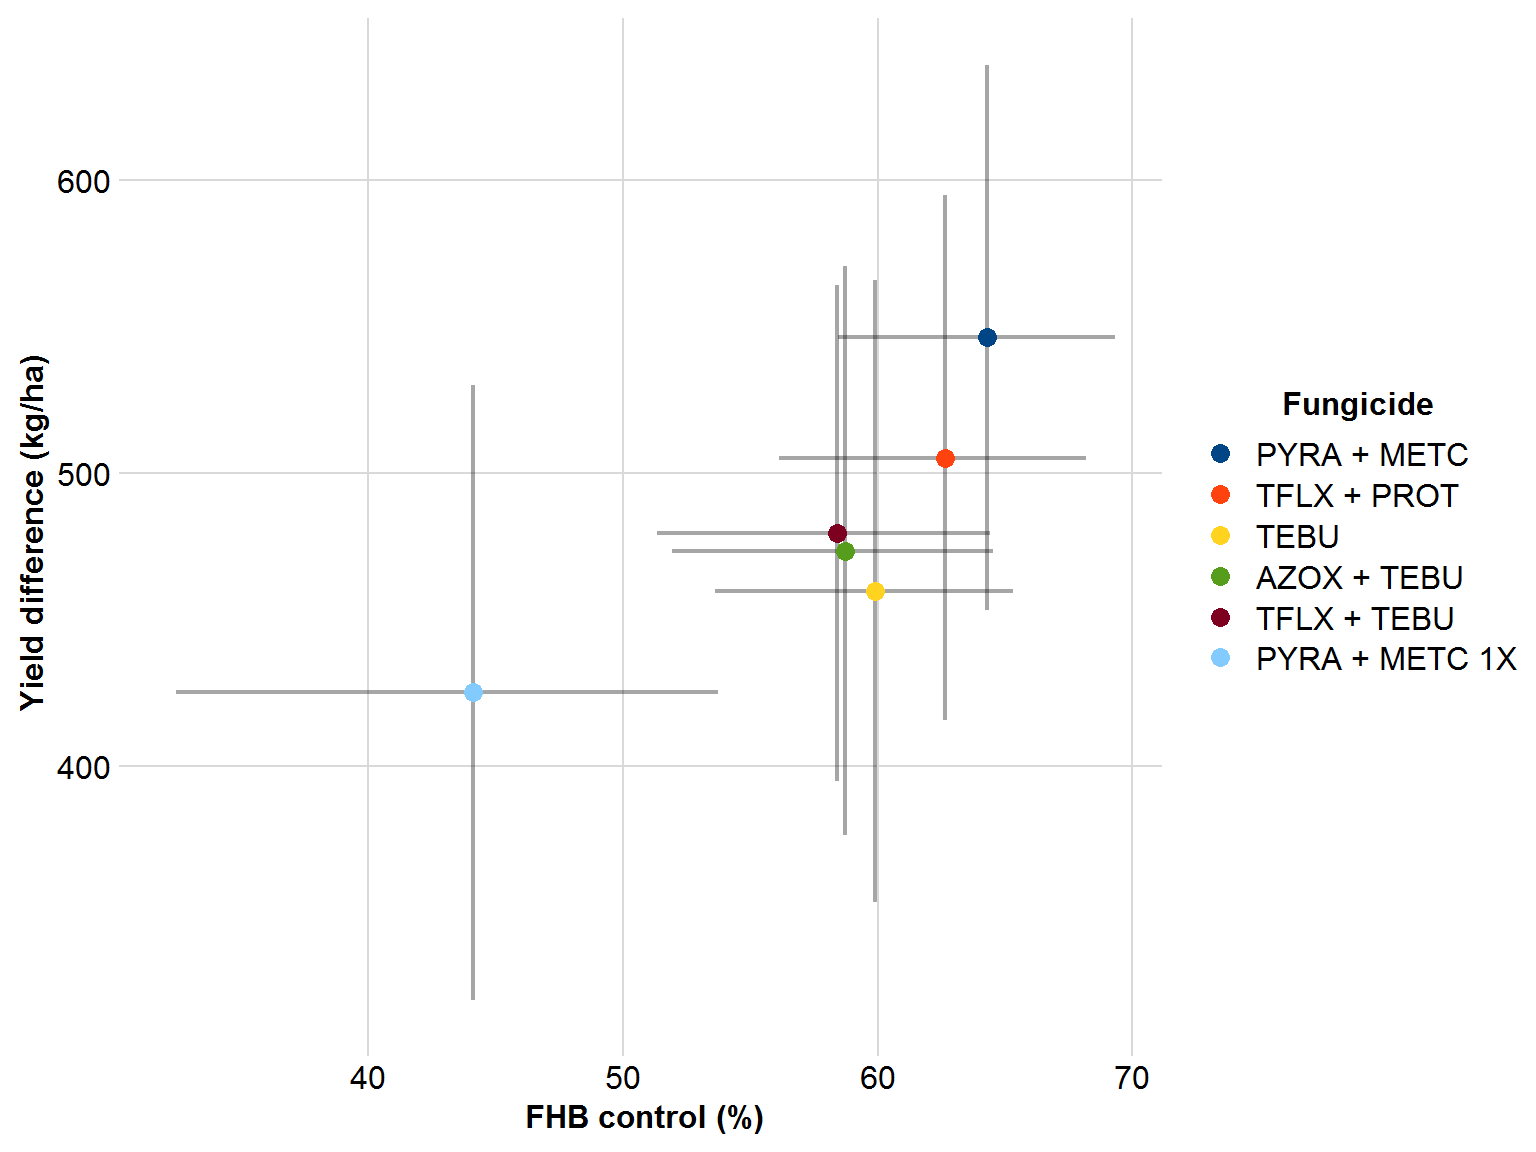 600
500
400
Yield difference (kg/ha)
40 50 60 70
FHB control (%)
Fungicide
PYRA + METC
TFLX + PROT
TEBU
AZOX + TEBU
TFLX + TEBU
PYRA + METC 1X